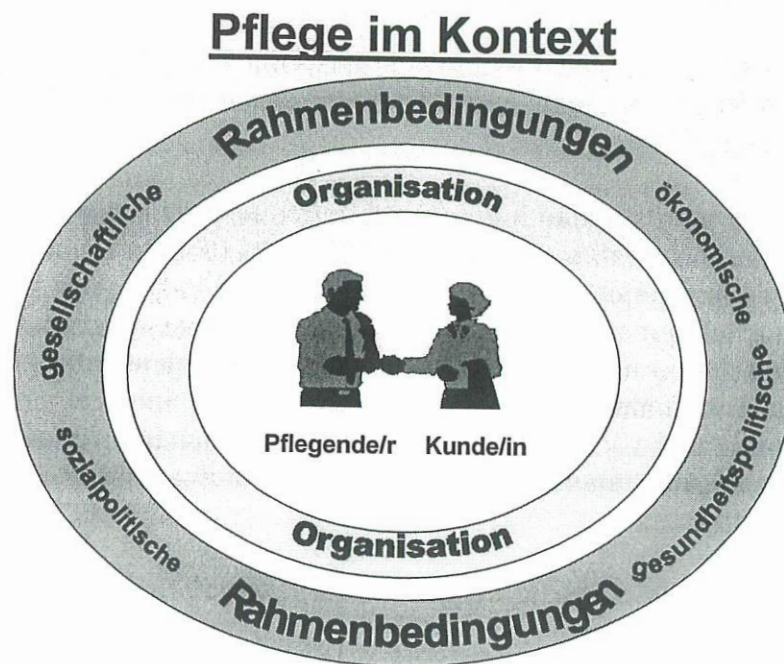 Pflege im Kontext
Rahmenbedingungen
gesellschaftliche
ökonomische
Organisation
Pflegende/r Kunde/in
sozialpolitische
gesundheitspolitische
Organisation
Rahmenbedingungen